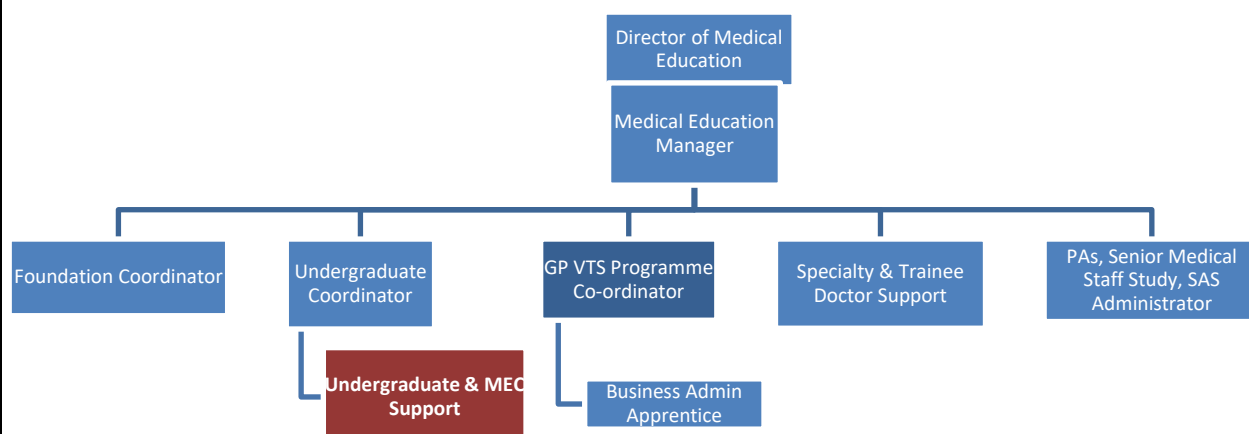 Director of Medical
Education
Medical Education
Manager
Foundation Coordinator
Undergraduate
Coordinator
GP VTS Programme
Co-ordinator
Specialty & Trainee
Doctor Support
PAs, Senior Medical
Staff Study, SAS
Administrator
Undergraduate & MEC
Support
Business Admin
Apprentice